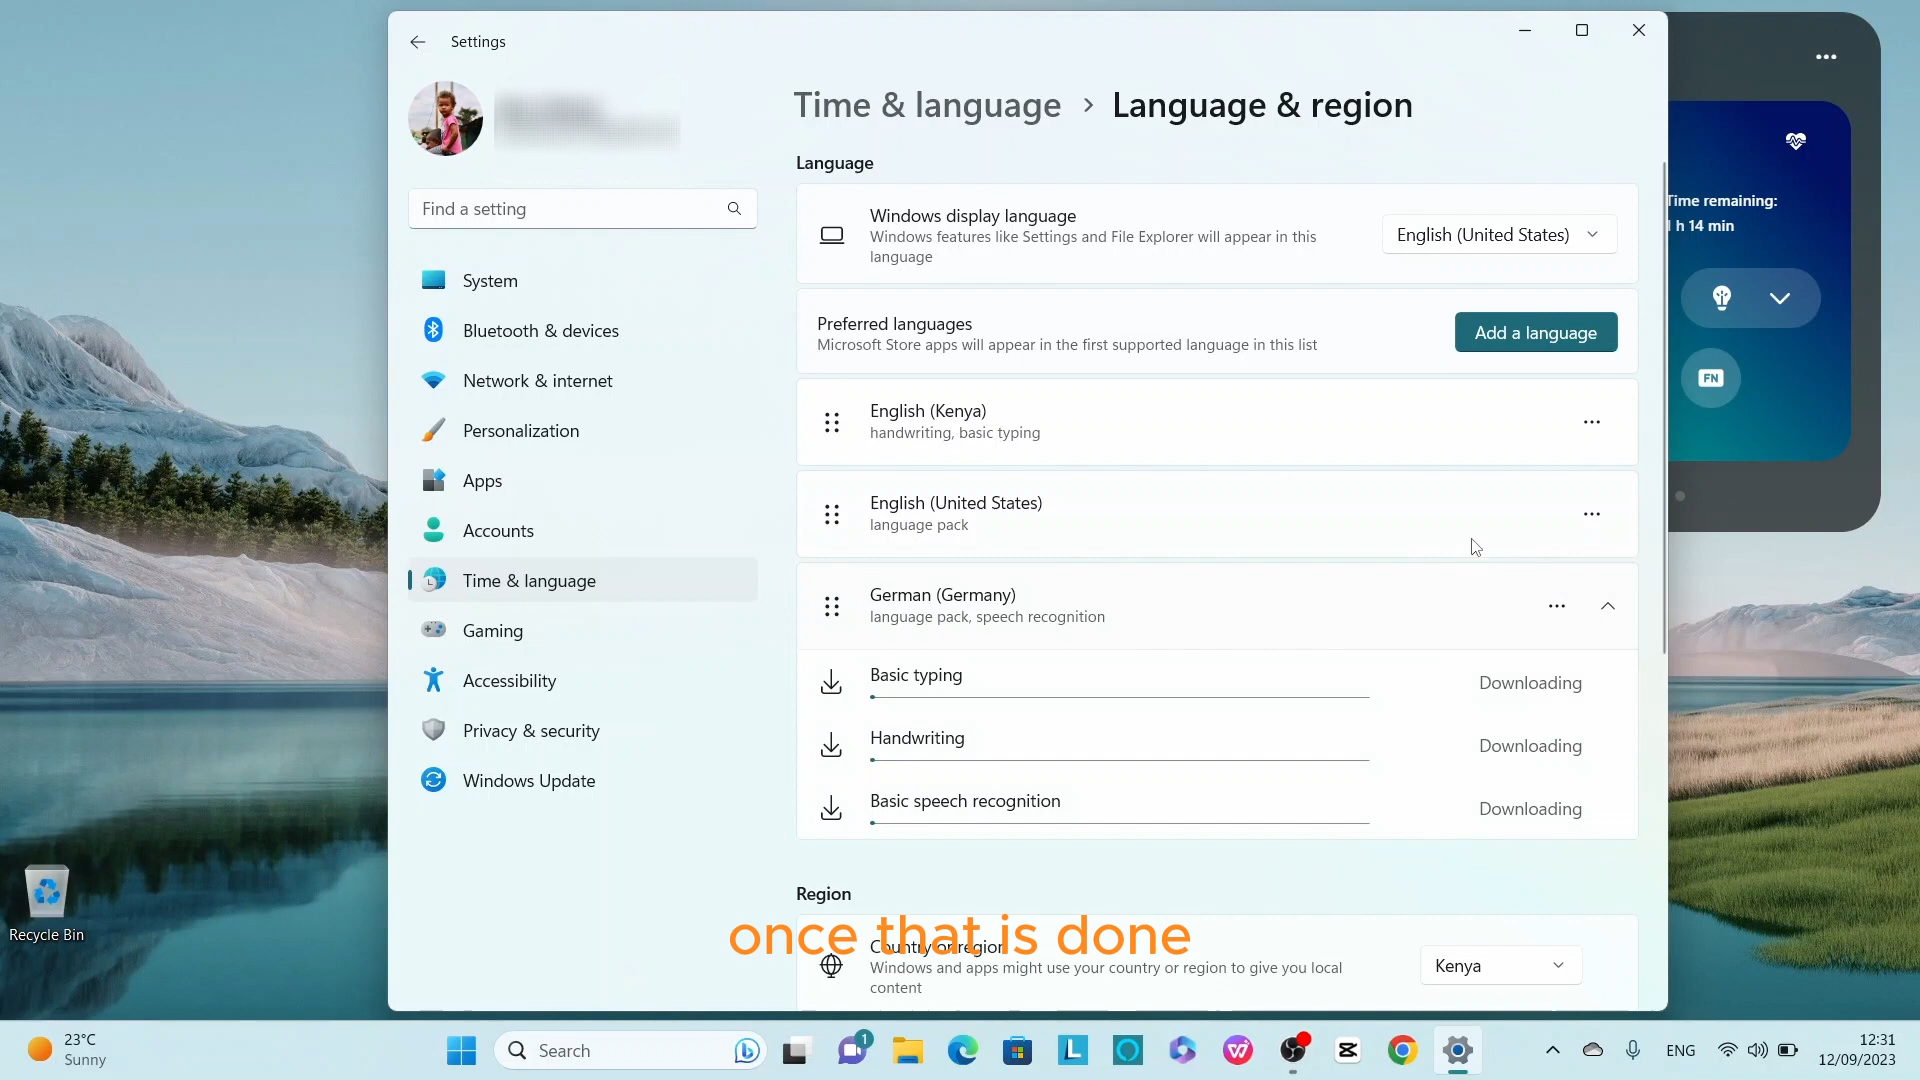 Settings
Find a setting
System
Bluetooth & devices
Network & internet
Personalization
Apps
Accounts
Time & language
Gaming
Accessibility
Privacy & security
Windows Update
Time & language > Language & region
Language
Windows display language
Windows features like Settings and File Explorer will appear in this
language
English (United States)
Preferred languages
Microsoft Store apps will appear in the first supported language in this list
Add a language
English (Kenya)
handwriting, basic typing
English (United States)
language pack
German (Germany)
language pack, speech recognition
Basic typing
Downloading
Handwriting
Downloading
Basic speech recognition
Downloading
Region
Country or region
Windows and apps might use your country or region to give you local
content
Kenya
once that is done
Time remaining:
h 14 min
FN
Recycle Bin
23°C
Sunny
Search
1
L
ENG
12:31
12/09/2023